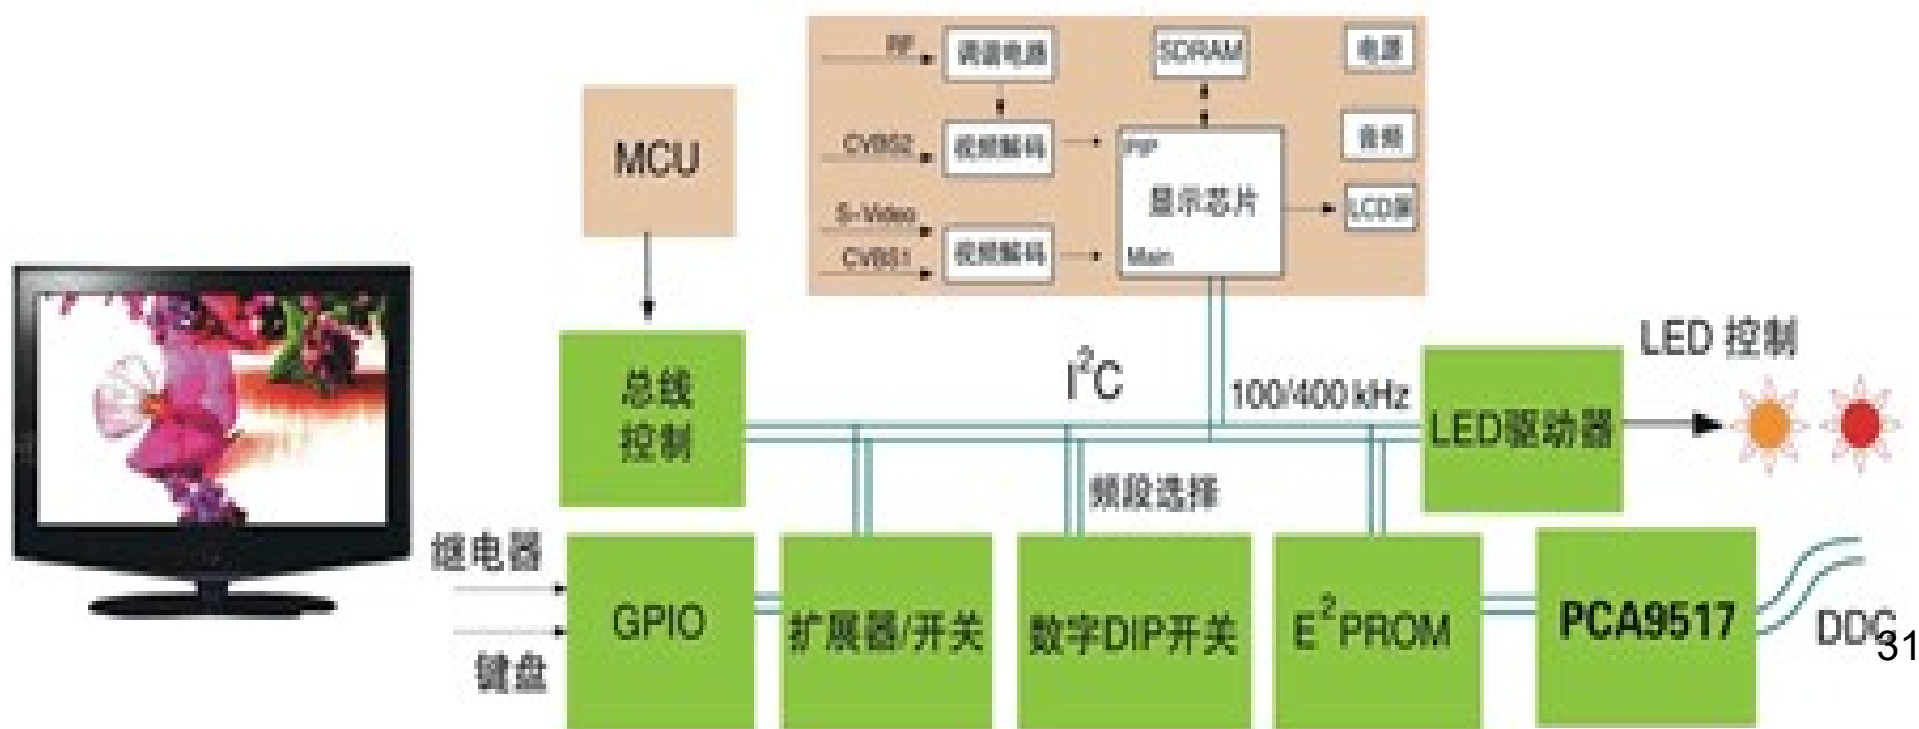 RF
调谐电路
SDRAM
电源
MCU
CVBS2
视频解码
PIP
音频
显示芯片
LCD屏
S-Video
CVBS1
视频解码
Main
总线
控制
I²C
100/400 kHz
LED驱动器
LED 控制
频段选择
继电器
键盘
GPIO
扩展器/开关
数字DIP开关
E²PROM
PCA9517
DDC
31